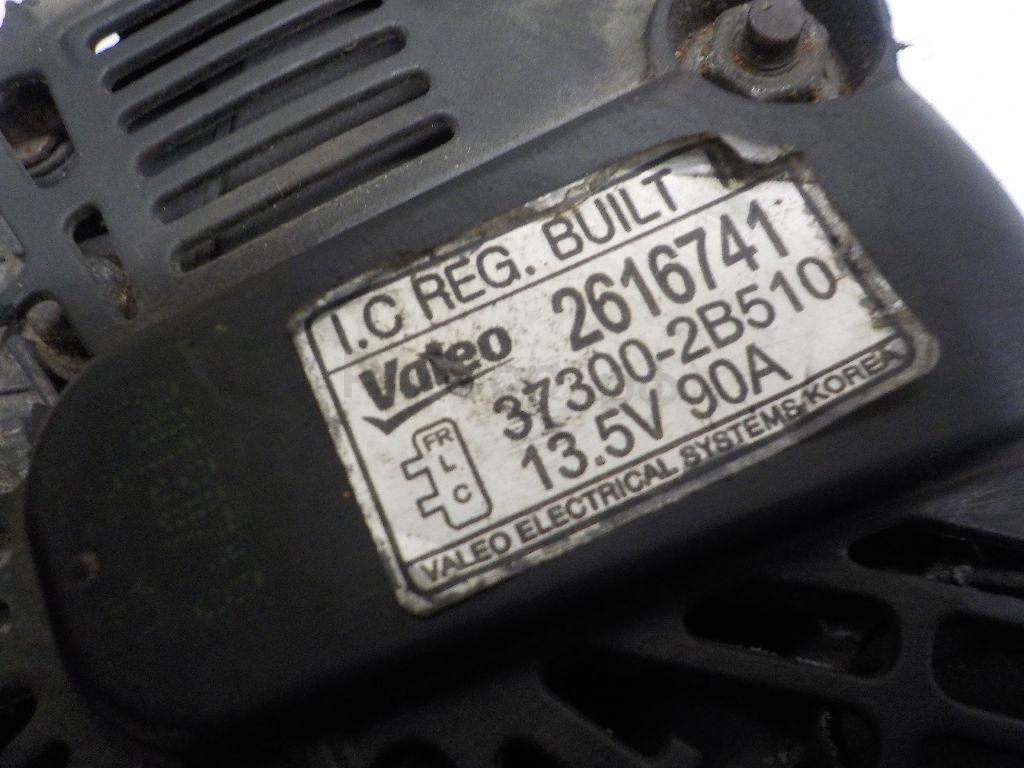 I.C REG. BUILT
Valeo 2616741
37300-2B510
13.5V 90A
FR
L
C
VALEO ELECTRICAL SYSTEMS KOREA